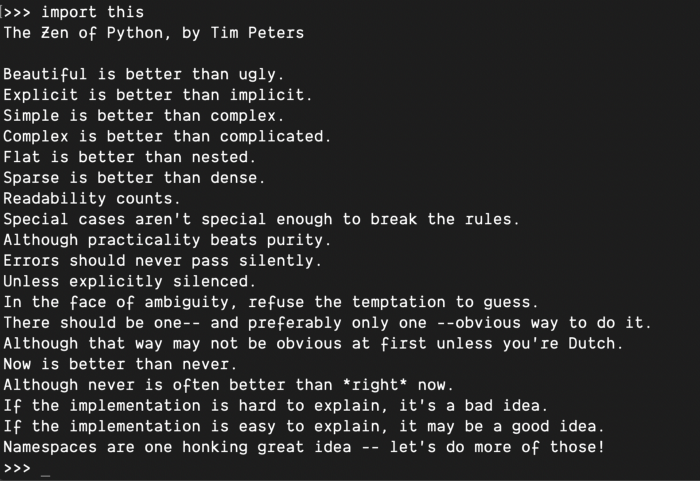 >>> import this
The Zen of Python, by Tim Peters

Beautiful is better than ugly.
Explicit is better than implicit.
Simple is better than complex.
Complex is better than complicated.
Flat is better than nested.
Sparse is better than dense.
Readability counts.
Special cases aren't special enough to break the rules.
Although practicality beats purity.
Errors should never pass silently.
Unless explicitly silenced.
In the face of ambiguity, refuse the temptation to guess.
There should be one-- and preferably only one --obvious way to do it.
Although that way may not be obvious at first unless you're Dutch.
Now is better than never.
Although never is often better than *right* now.
If the implementation is hard to explain, it's a bad idea.
If the implementation is easy to explain, it may be a good idea.
Namespaces are one honking great idea -- let's do more of those!
>>> _